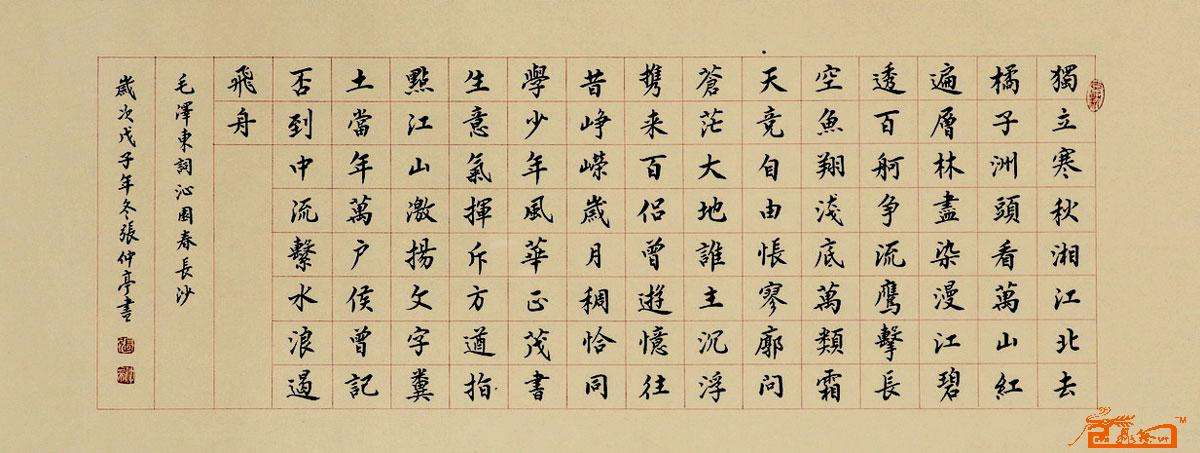 獨立寒秋湘江北去
橘子洲頭看萬山紅
遍層林盡染漫江碧
透百舸争流鷹擊長
空魚翔淺底萬類霜
天竟自由悵寥廓問
蒼茫大地誰主沉浮
携来百侣曾遊憶往
昔峥嶸歲月稠恰同
學少年風華正茂書
生意氣揮斥方遒指
點江山激揚文字糞
土當年萬户侯曾記
否到中流繫水浪遏
飛舟
毛澤東詞沁園春長沙
歲次戊子年冬張仲亭書